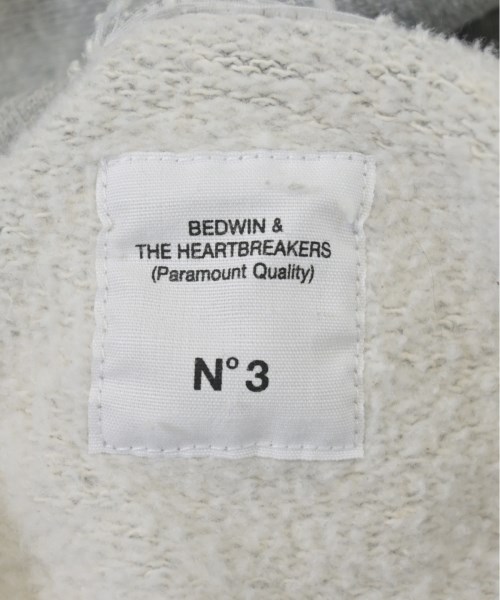 BEDWIN &
THE HEARTBREAKERS
(Paramount Quality)
N° 3